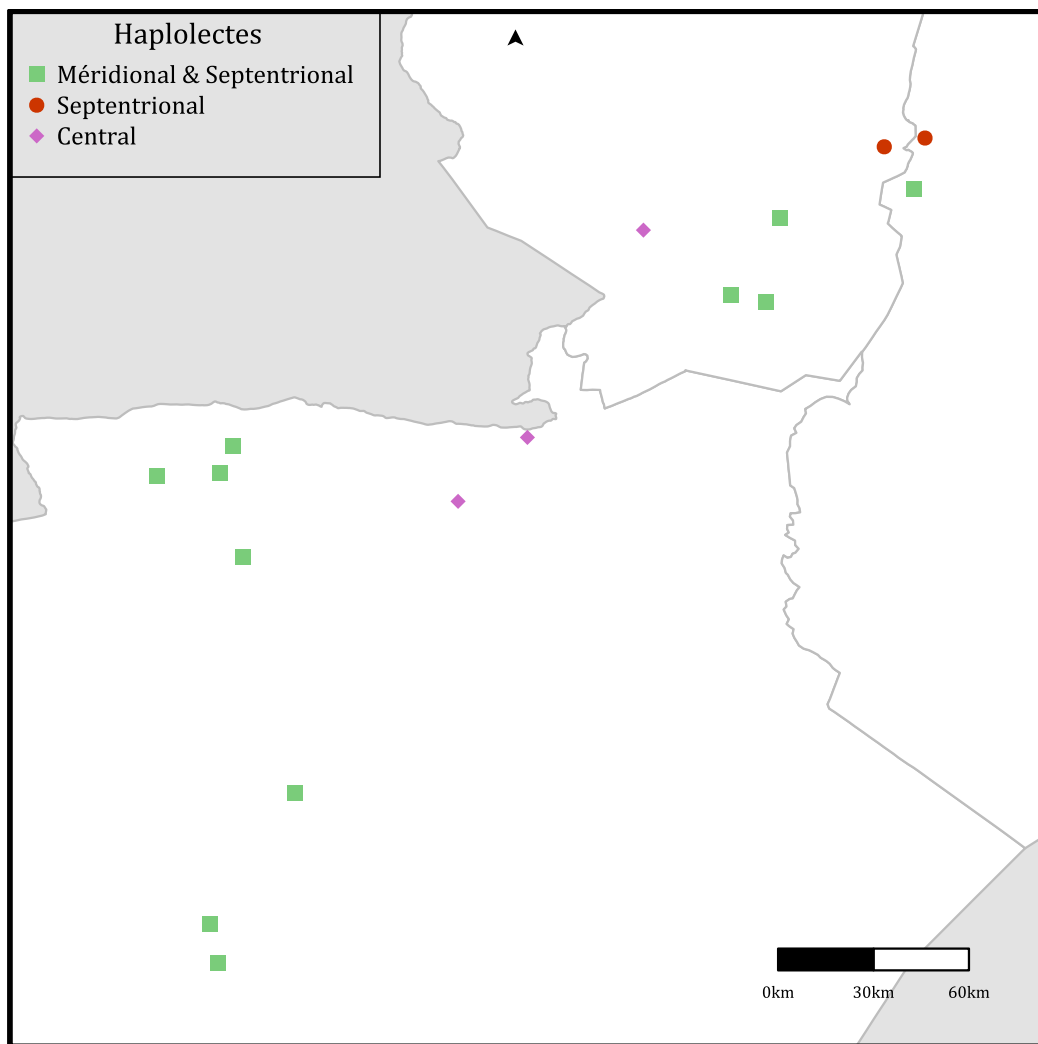 Haplolectes
Méridional & Septentrional
Septentrional
Central
0km 30km 60km